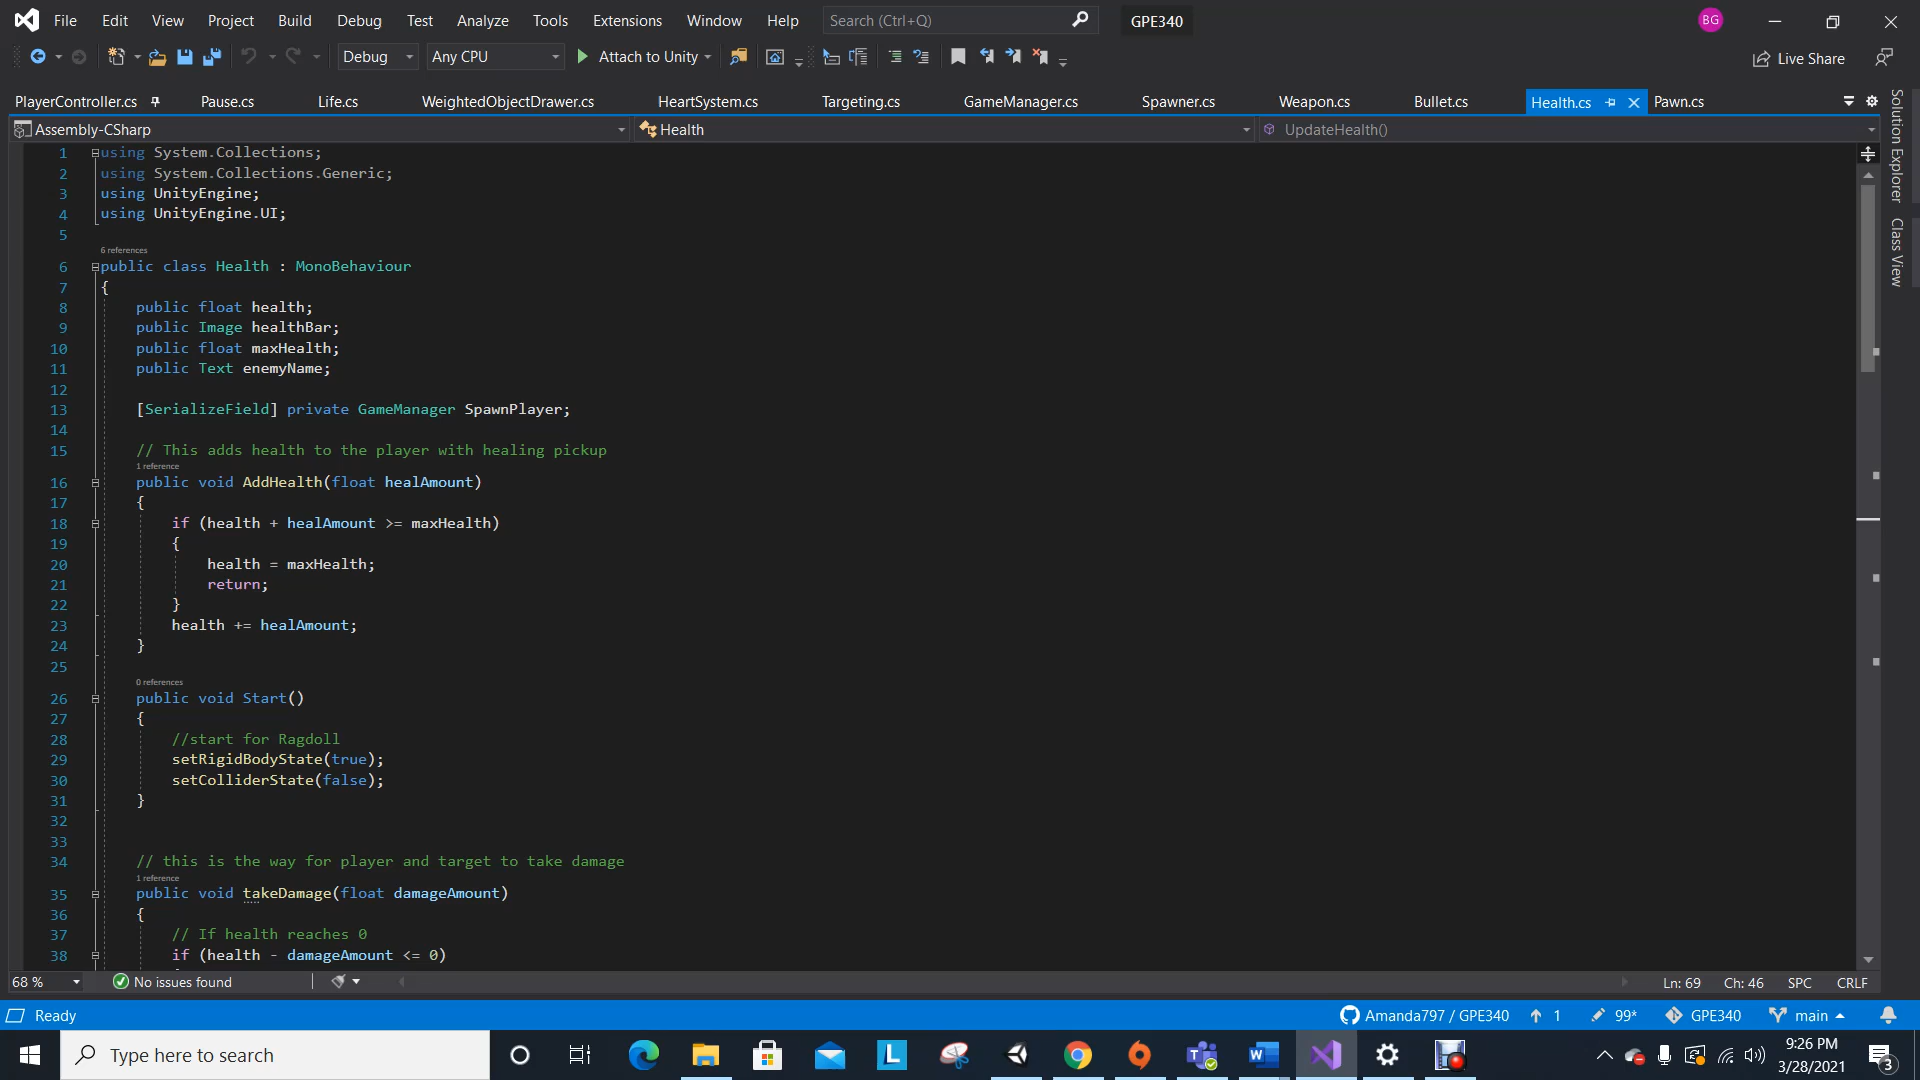 File Edit View Project Build Debug Test Analyze Tools Extensions Window Help Search (Ctrl+Q) GPE340 BG
Debug Any CPU Attach to Unity Live Share
PlayerController.cs Pause.cs Life.cs WeightedObjectDrawer.cs HeartSystem.cs Targeting.cs GameManager.cs Spawner.cs Weapon.cs Bullet.cs Health.cs Pawn.cs
Assembly-CSharp Health UpdateHealth()
Solution Explorer
Class View
1 using System.Collections;
2 using System.Collections.Generic;
3 using UnityEngine;
4 using UnityEngine.UI;
5
6 references
6 public class Health : MonoBehaviour
7 {
8 public float health;
9 public Image healthBar;
10 public float maxHealth;
11 public Text enemyName;
12
13 [SerializeField] private GameManager SpawnPlayer;
14
15 // This adds health to the player with healing pickup
1 reference
16 public void AddHealth(float healAmount)
17 {
18 if (health + healAmount >= maxHealth)
19 {
20 health = maxHealth;
21 return;
22 }
23 health += healAmount;
24 }
25
0 references
26 public void Start()
27 {
28 //start for Ragdoll
29 setRigidBodyState(true);
30 setColliderState(false);
31 }
32
33
34 // this is the way for player and target to take damage
1 reference
35 public void takeDamage(float damageAmount)
36 {
37 // If health reaches 0
38 if (health - damageAmount <= 0)
68 % No issues found Ln: 69 Ch: 46 SPC CRLF
Ready Amanda797 / GPE340 1 99* GPE340 main
Type here to search 9:26 PM
3/28/2021 3